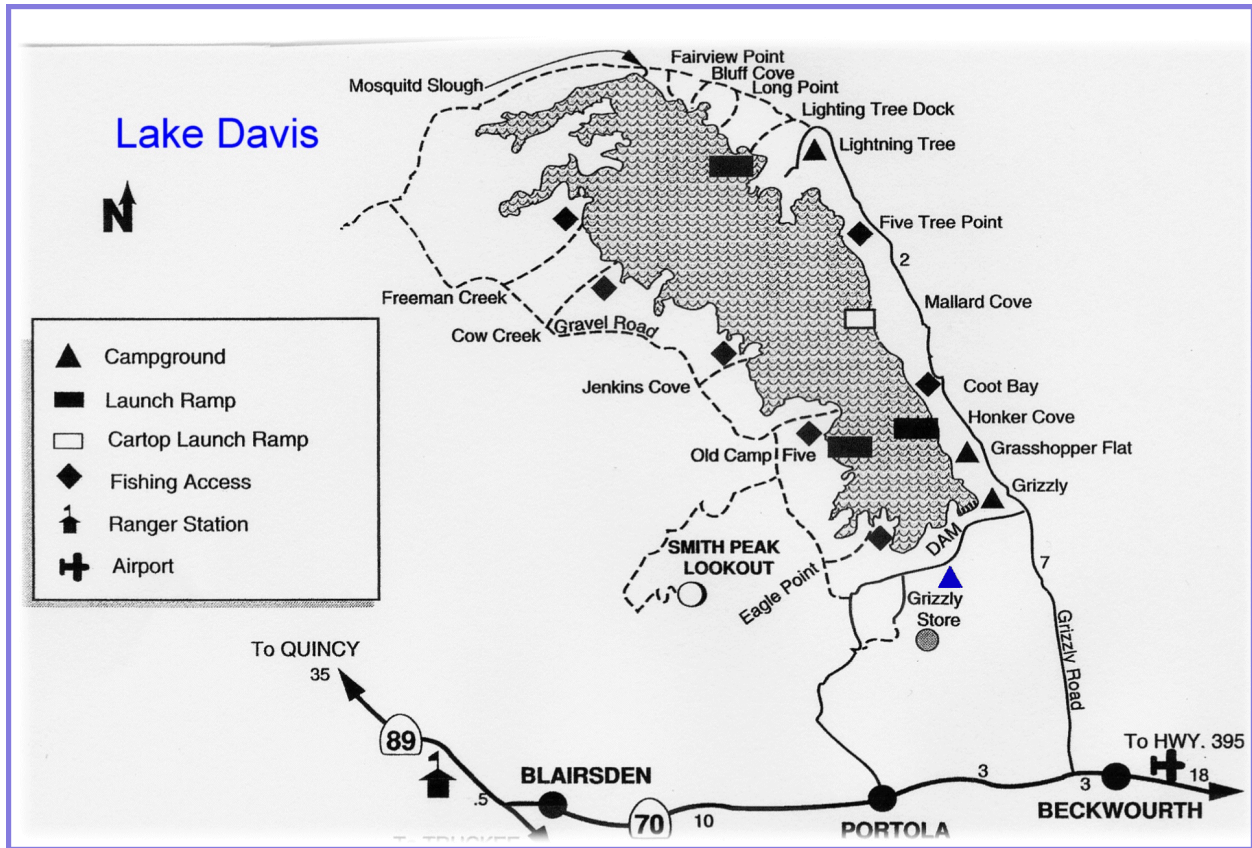 Fairview Point
Bluff Cove
Long Point
Mosquitd Slough
Lighting Tree Dock
Lake Davis
Lightning Tree
N
Five Tree Point
2
Freeman Creek
Mallard Cove
Cow Creek
Gravel Road
Campground
Launch Ramp
Cartop Launch Ramp
Fishing Access
Ranger Station
Airport
Jenkins Cove
Coot Bay
Honker Cove
Old Camp Five
Grasshopper Flat
Grizzly
DAM
SMITH PEAK
LOOKOUT
7
Eagle Point
Grizzly
Store
Grizzly Road
To QUINCY
35
89
To HWY. 395
18
BLAIRSDEN
.5
70
10
3
3
PORTOLA
BECKWOURTH